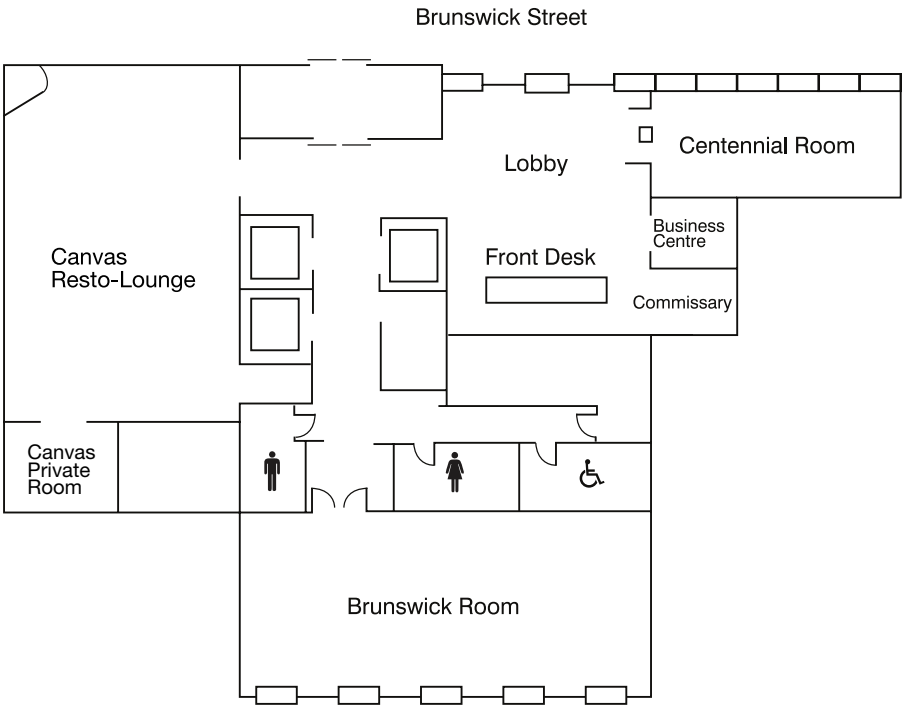 Brunswick Street
Centennial Room
Lobby
Business
Centre
Canvas
Resto-Lounge
Front Desk
Commissary
Canvas
Private
Room
Brunswick Room